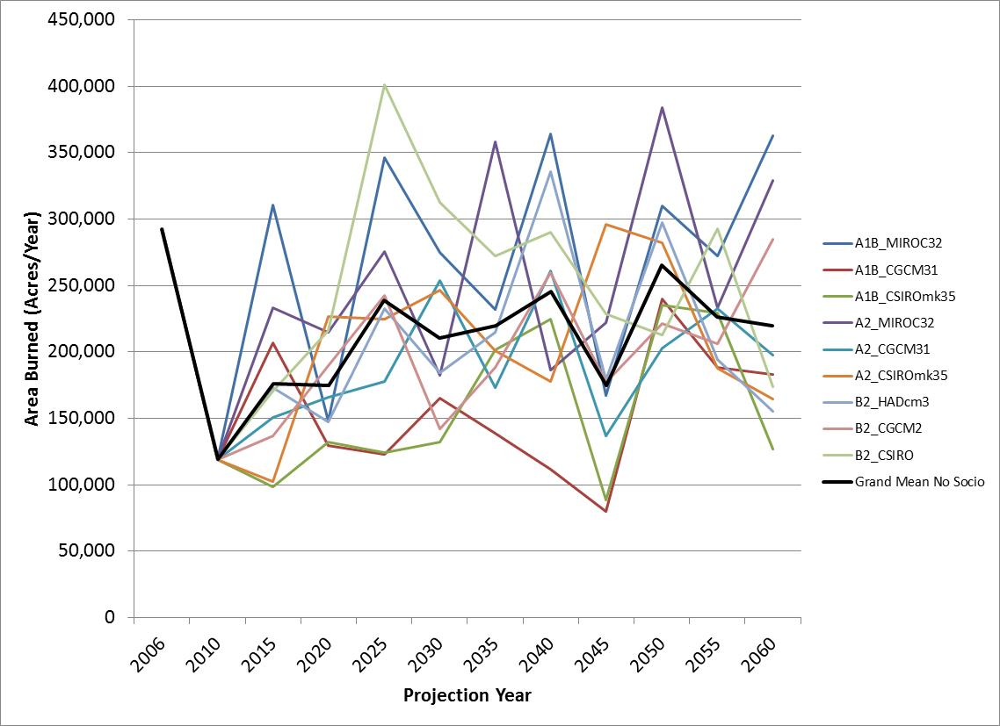 450,000
400,000
350,000
300,000
250,000
200,000
150,000
100,000
50,000
0
Area Burned (Acres/Year)
2006 2010 2015 2020 2025 2030 2035 2040 2045 2050 2055 2060
Projection Year
A1B_MIROC32
A1B_CGCM31
A1B_CSIROmk35
A2_MIROC32
A2_CGCM31
A2_CSIROmk35
B2_HADcm3
B2_CGCM2
B2_CSIRO
Grand Mean No Socio